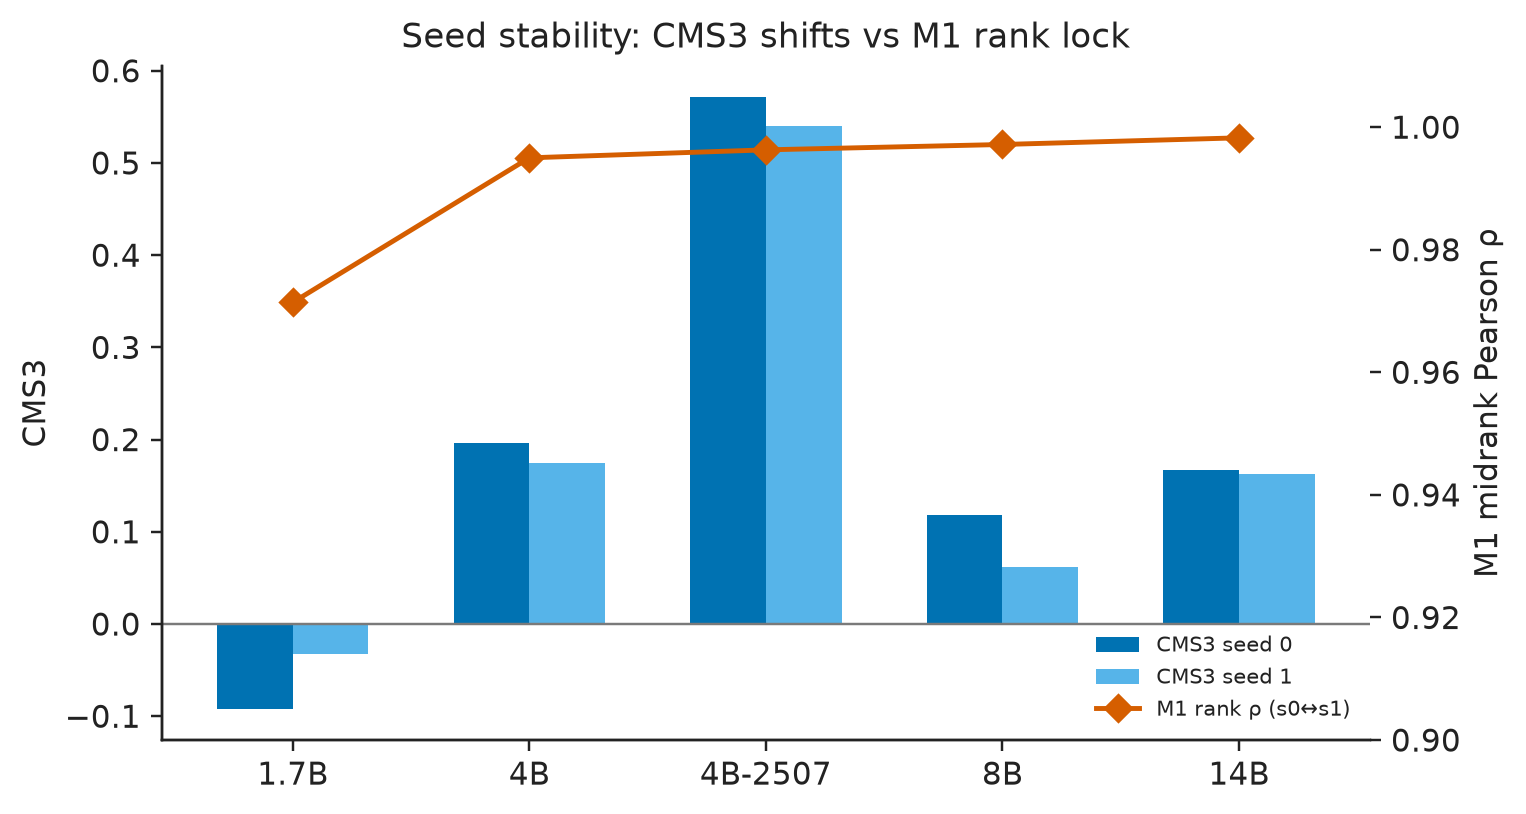 Seed stability: CMS3 shifts vs M1 rank lock
CMS3
0.6
0.5
0.4
0.3
0.2
0.1
0.0
−0.1
1.00
0.98
0.96
0.94
0.92
0.90
M1 midrank Pearson ρ
CMS3 seed 0
CMS3 seed 1
M1 rank ρ (s0↔s1)
1.7B
4B
4B-2507
8B
14B